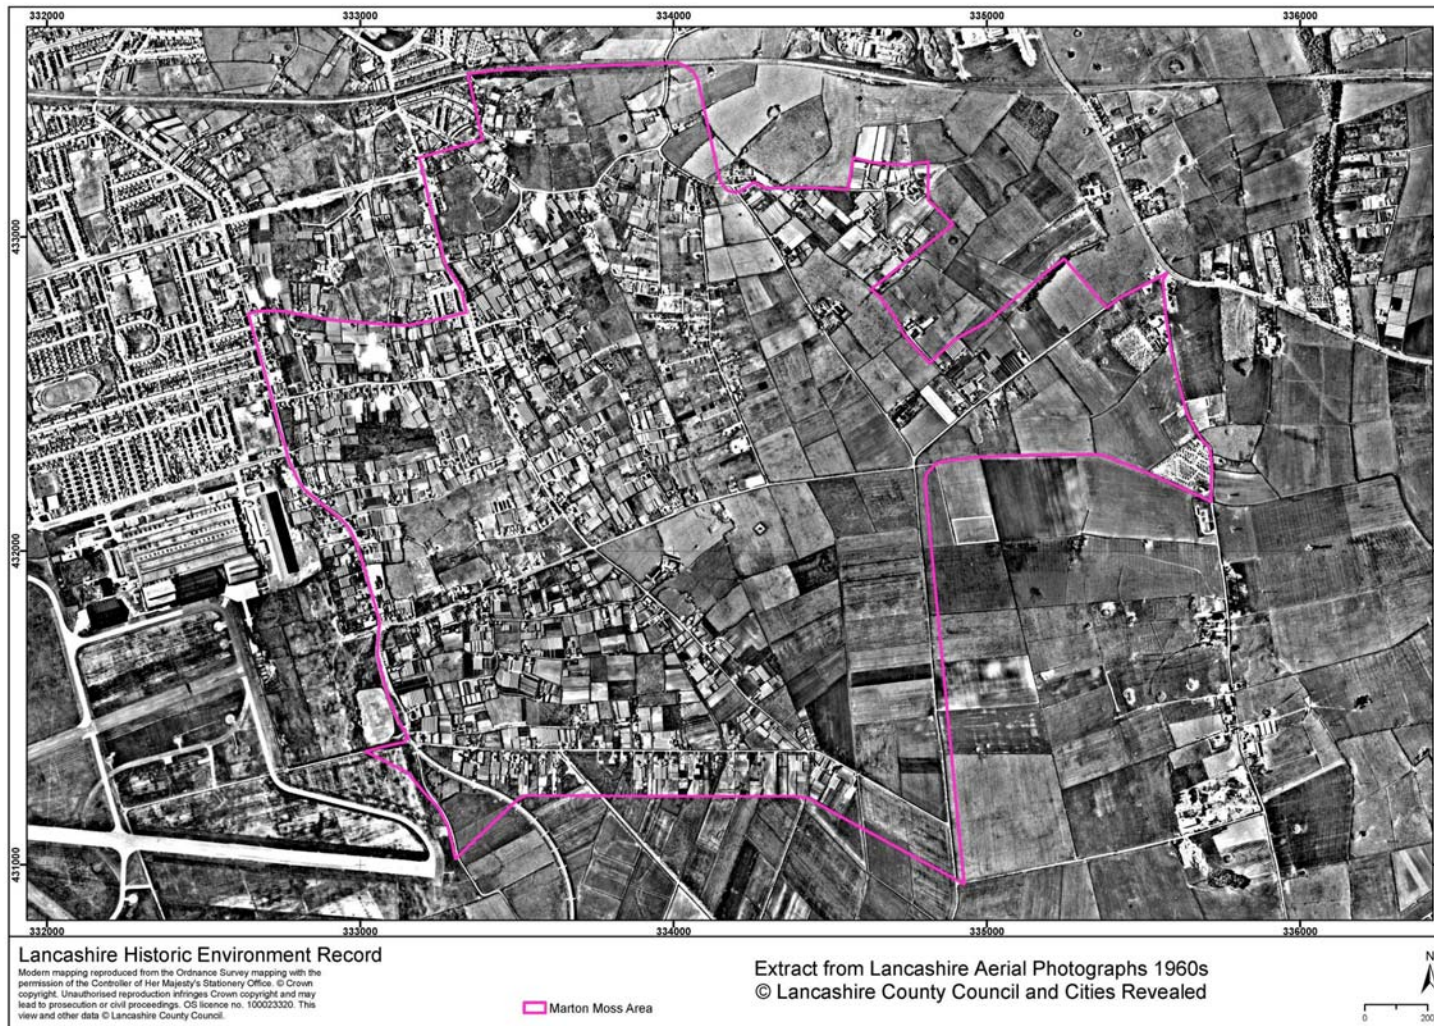 332000 333000 334000 335000 336000
433000
432000
431000
433000
432000
431000
332000 333000 334000 335000 336000
Lancashire Historic Environment Record
Modern mapping reproduced from the Ordnance Survey mapping with the
permission of the Controller of Her Majesty's Stationery Office. © Crown
copyright. Unauthorised reproduction infringes Crown copyright and may
lead to prosecution or civil proceedings. OS licence no. 100023320. This
view and other data © Lancashire County Council.
Marton Moss Area
Extract from Lancashire Aerial Photographs 1960s
© Lancashire County Council and Cities Revealed
N
0 200